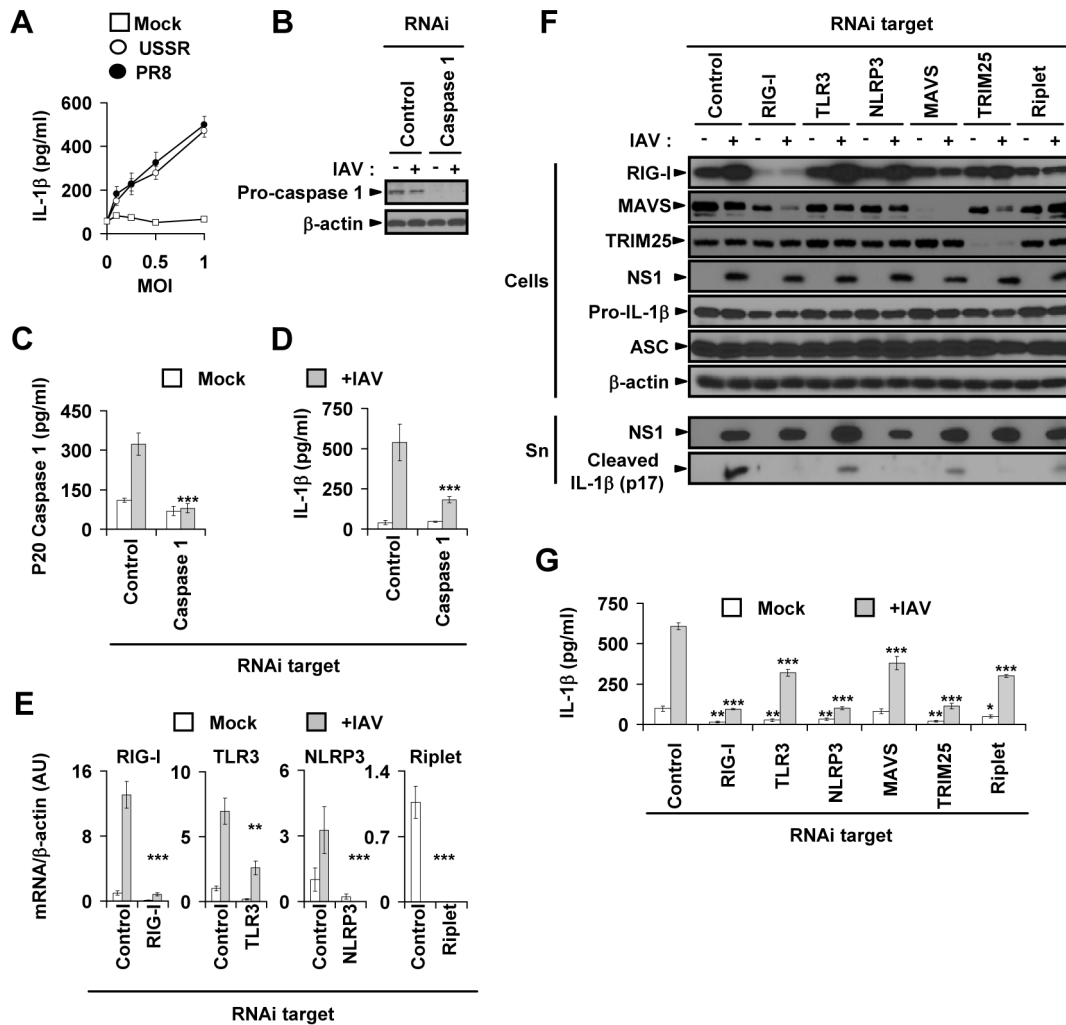 A
Mock
USSR
PR8
IL-1β (pg/ml)
600
400
200
0
0 0.5 1
MOI
B
RNAi
Control
Caspase 1
IAV : - + - +
Pro-caspase 1
β-actin
C
D
Mock
+IAV
P20 Caspase 1 (pg/ml)
450
300
150
0
***
Control
Caspase 1
IL-1β (pg/ml)
750
500
250
0
***
Control
Caspase 1
RNAi target
E
Mock
+IAV
mRNA/β-actin (AU)
RIG-I
16
8
0
***
Control
RIG-I
TLR3
10
5
0
**
Control
TLR3
NLRP3
6
3
0
***
Control
NLRP3
Riplet
1.4
0.7
0
***
Control
Riplet
RNAi target
F
RNAi target
Control
RIG-I
TLR3
NLRP3
MAVS
TRIM25
Riplet
IAV : - + - + - + - + - + - + - +
Cells
RIG-I
MAVS
TRIM25
NS1
Pro-IL-1β
ASC
β-actin
Sn
NS1
Cleaved
IL-1β (p17)
G
Mock
+IAV
IL-1β (pg/ml)
750
500
250
0
** *** ** *** ** *** *** ** *** * ***
Control
RIG-I
TLR3
NLRP3
MAVS
TRIM25
Riplet
RNAi target